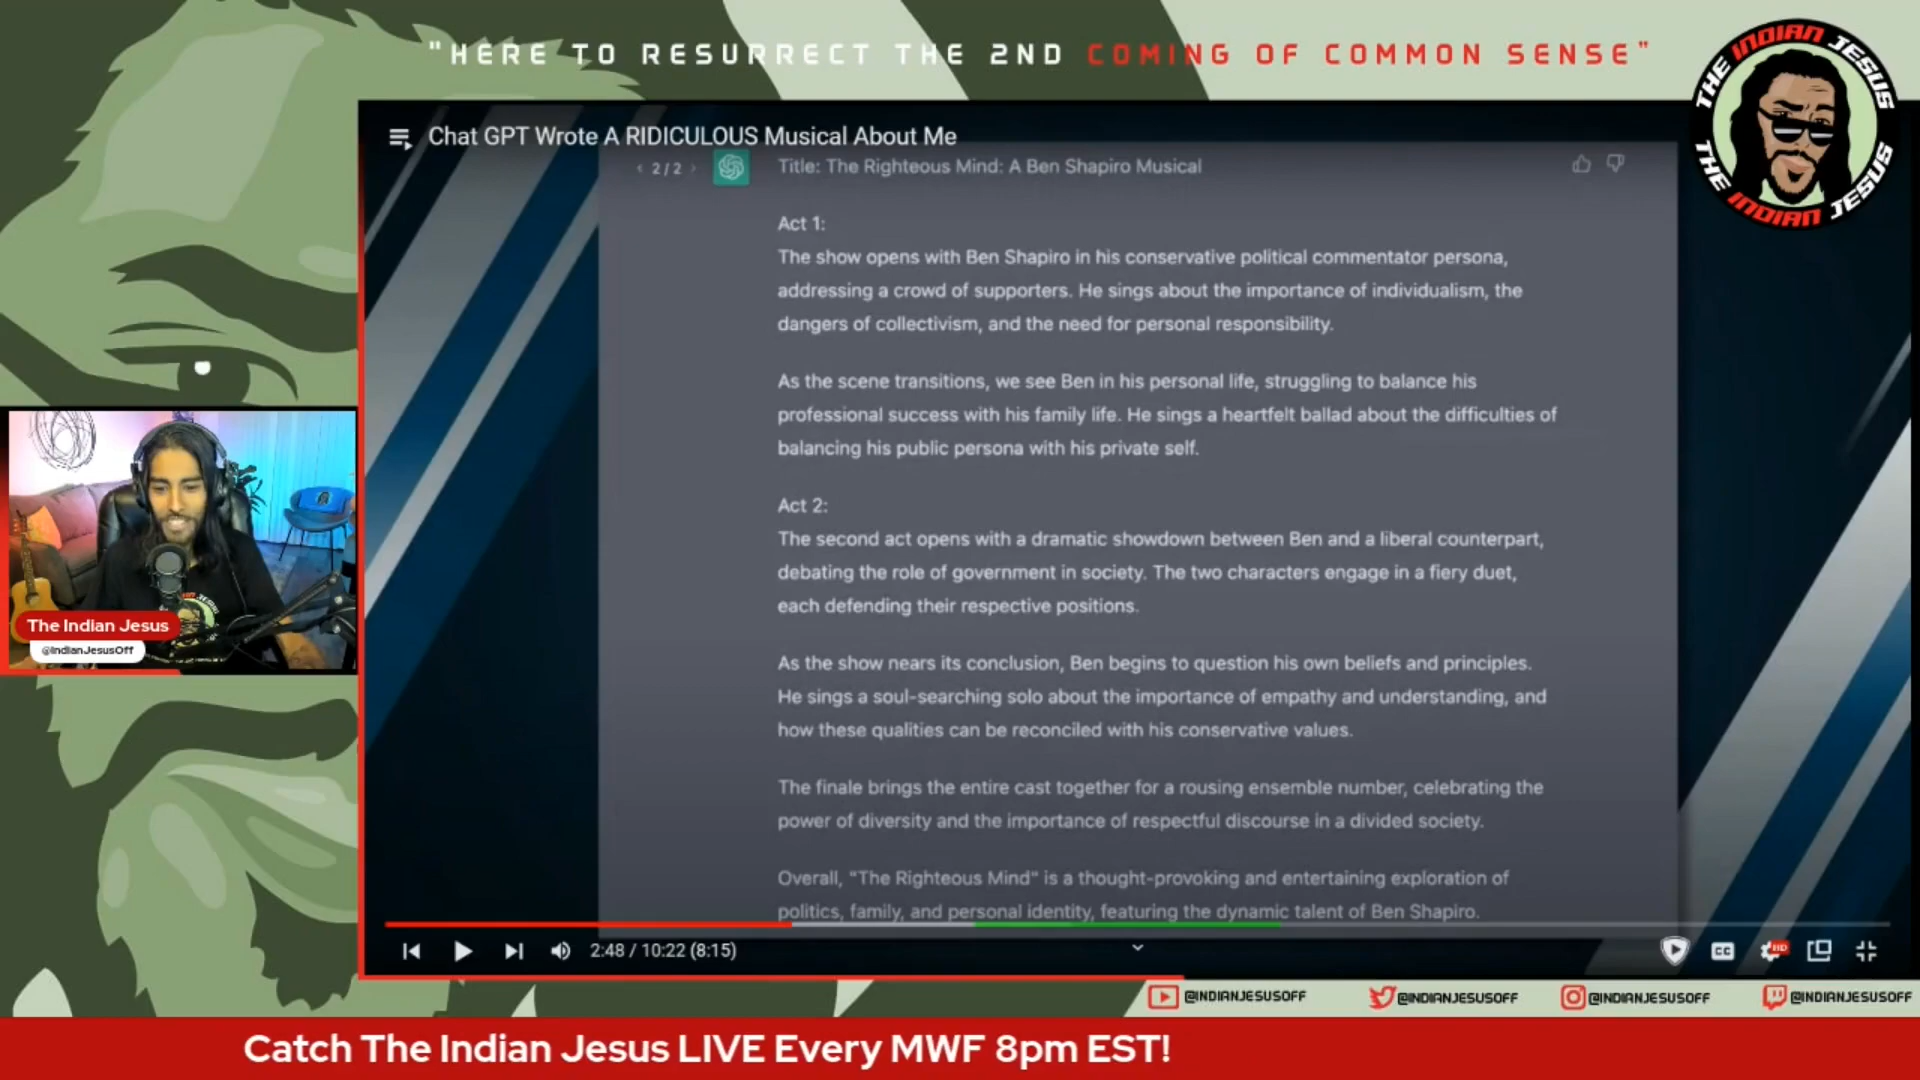 "HERE TO RESURRECT THE 2ND COMING OF COMMON SENSE"
THE INDIAN JESUS
THE INDIAN JESUS
Chat GPT Wrote A RIDICULOUS Musical About Me
2 / 2
Title: The Righteous Mind: A Ben Shapiro Musical
Act 1:
The show opens with Ben Shapiro in his conservative political commentator persona,
addressing a crowd of supporters. He sings about the importance of individualism, the
dangers of collectivism, and the need for personal responsibility.
As the scene transitions, we see Ben in his personal life, struggling to balance his
professional success with his family life. He sings a heartfelt ballad about the difficulties of
balancing his public persona with his private self.
Act 2:
The second act opens with a dramatic showdown between Ben and a liberal counterpart,
debating the role of government in society. The two characters engage in a fiery duet,
each defending their respective positions.
As the show nears its conclusion, Ben begins to question his own beliefs and principles.
He sings a soul-searching solo about the importance of empathy and understanding, and
how these qualities can be reconciled with his conservative values.
The finale brings the entire cast together for a rousing ensemble number, celebrating the
power of diversity and the importance of respectful discourse in a divided society.
Overall, "The Righteous Mind" is a thought-provoking and entertaining exploration of
politics, family, and personal identity, featuring the dynamic talent of Ben Shapiro.
The Indian Jesus
@IndianJesusOff
2:48 / 10:22 (8:15)
CC
HD
@INDIANJESUSOFF
@INDIANJESUSOFF
@INDIANJESUSOFF
@INDIANJESUSOFF
Catch The Indian Jesus LIVE Every MWF 8pm EST!